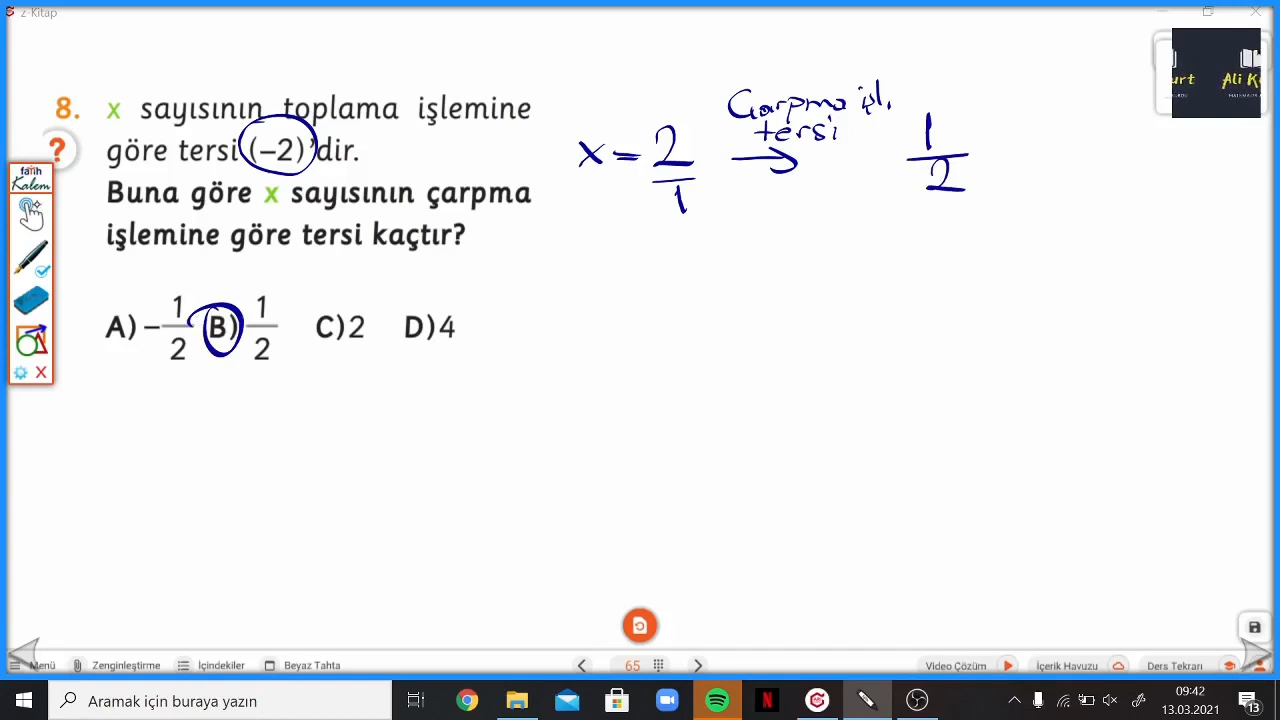 z-Kitap
8. x sayısının toplama işlemine
göre tersi (−2)'dir.
Buna göre x sayısının çarpma
işlemine göre tersi kaçtır?
A) −1/2 B) 1/2 C) 2 D) 4
x = 2/1
Çarpma işl.
tersi
→
1/2
?
fatih
Kalem
urt
Ali K
Menü
Zenginleştirme
İçindekiler
Beyaz Tahta
65
Video Çözüm
İçerik Havuzu
Ders Tekrarı
Aramak için buraya yazın
09:42
13.03.2021
13